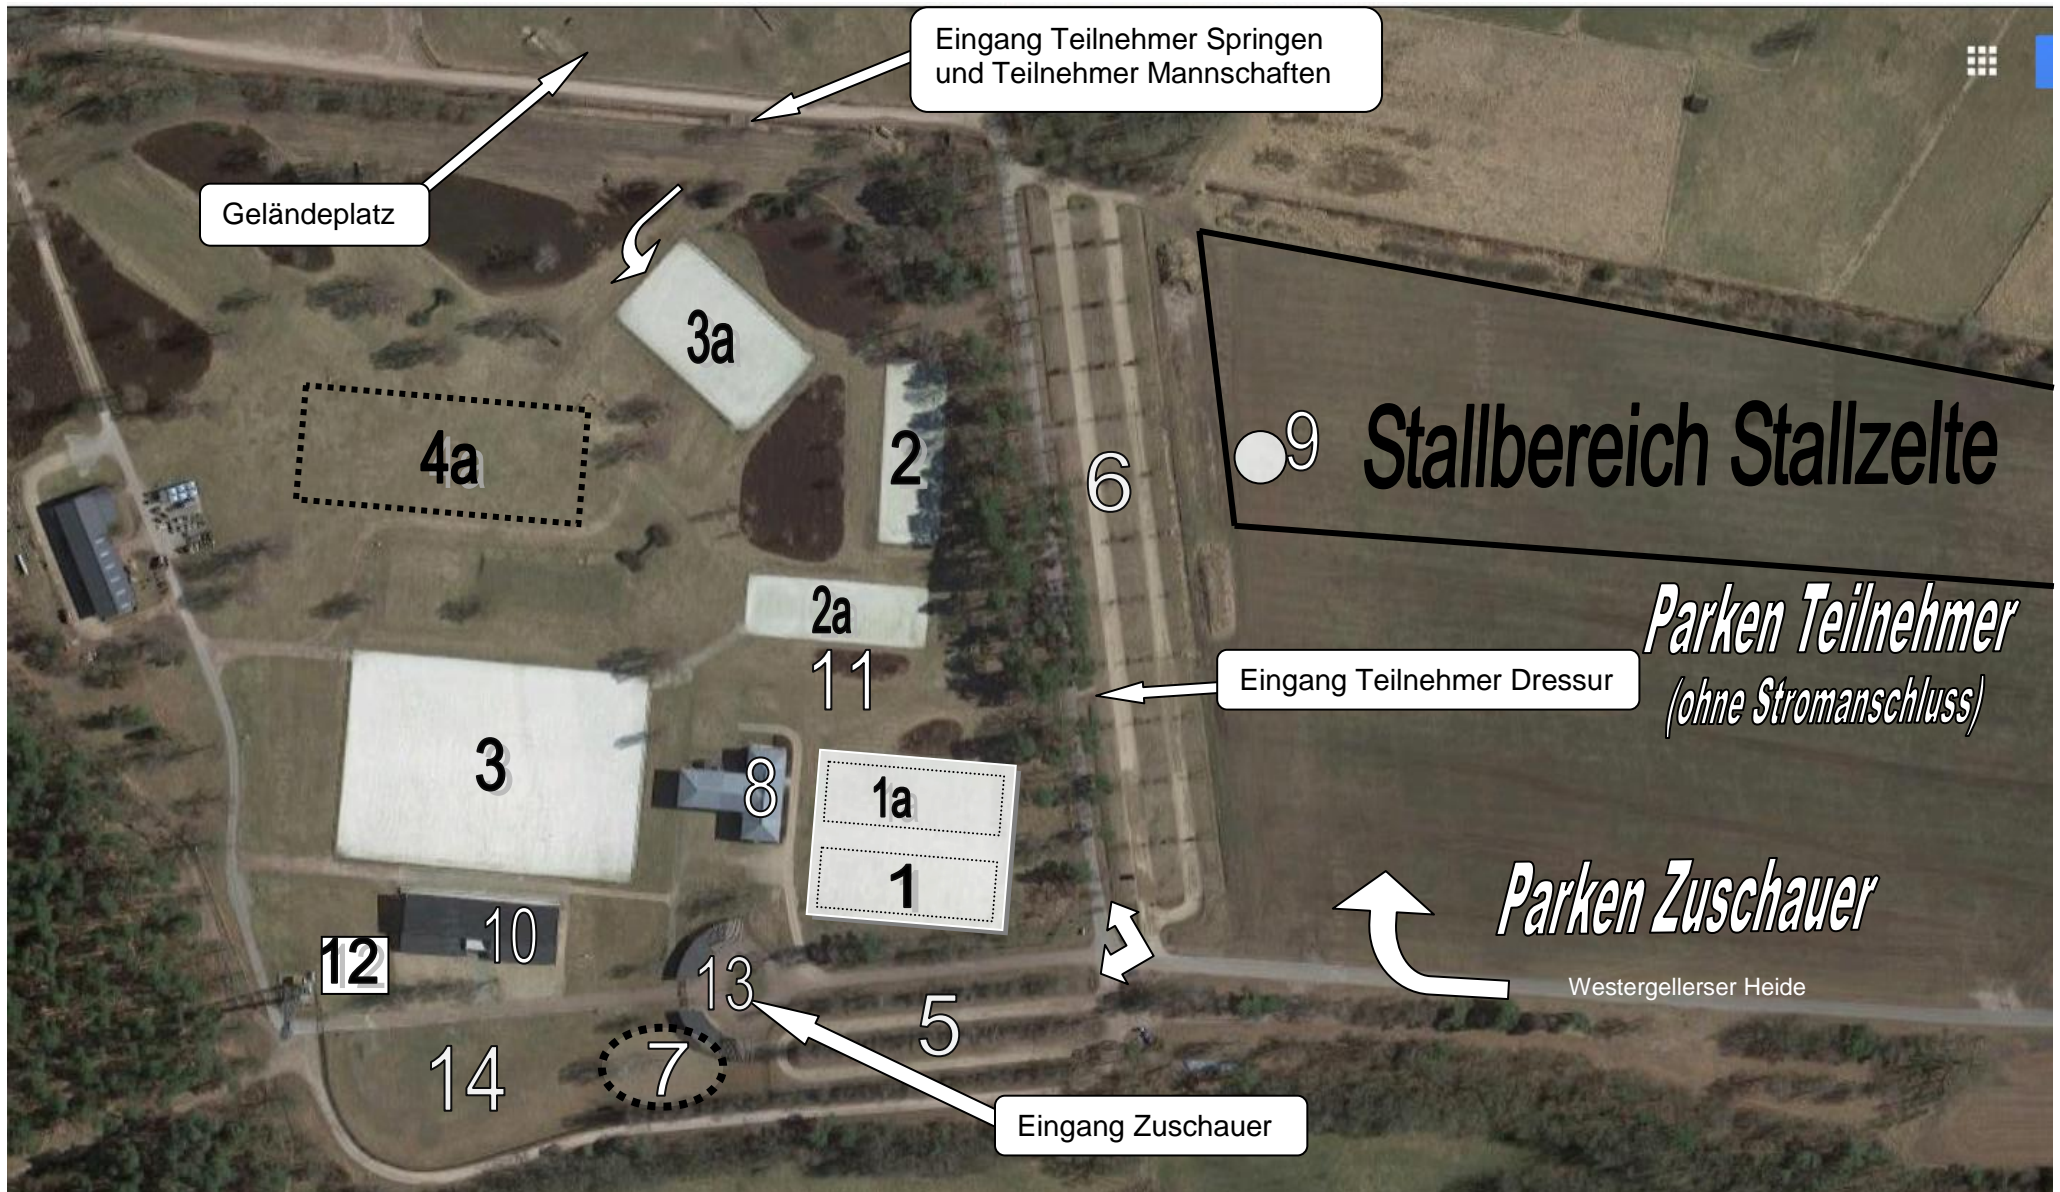 Eingang Teilnehmer Springen
und Teilnehmer Mannschaften
Geländeplatz
3a
2
4a
6
9
Stallbereich Stallzelte
2a
11
Parken Teilnehmer
(ohne Stromanschluss)
Eingang Teilnehmer Dressur
3
8
1a
1
10
12
13
Parken Zuschauer
Westergellerser Heide
5
7
14
Eingang Zuschauer